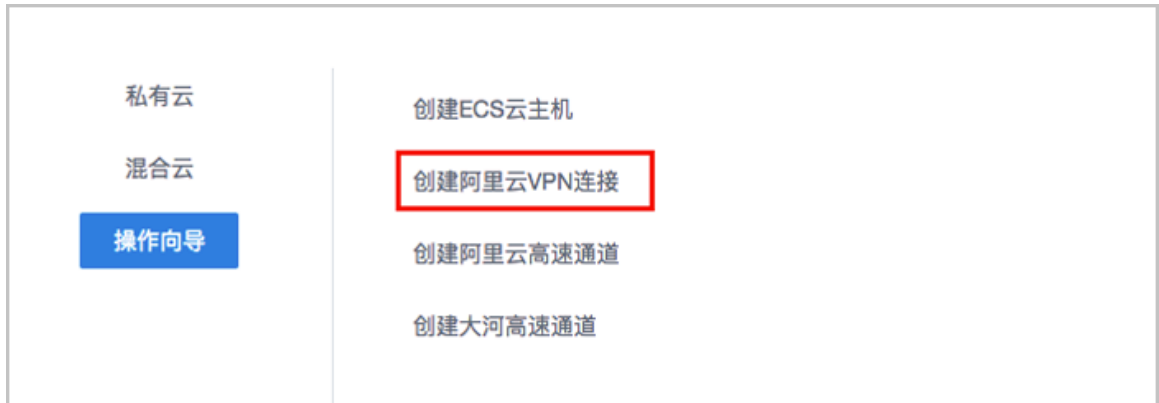 私有云
混合云
操作向导
创建ECS云主机
创建阿里云VPN连接
创建阿里云高速通道
创建大河高速通道